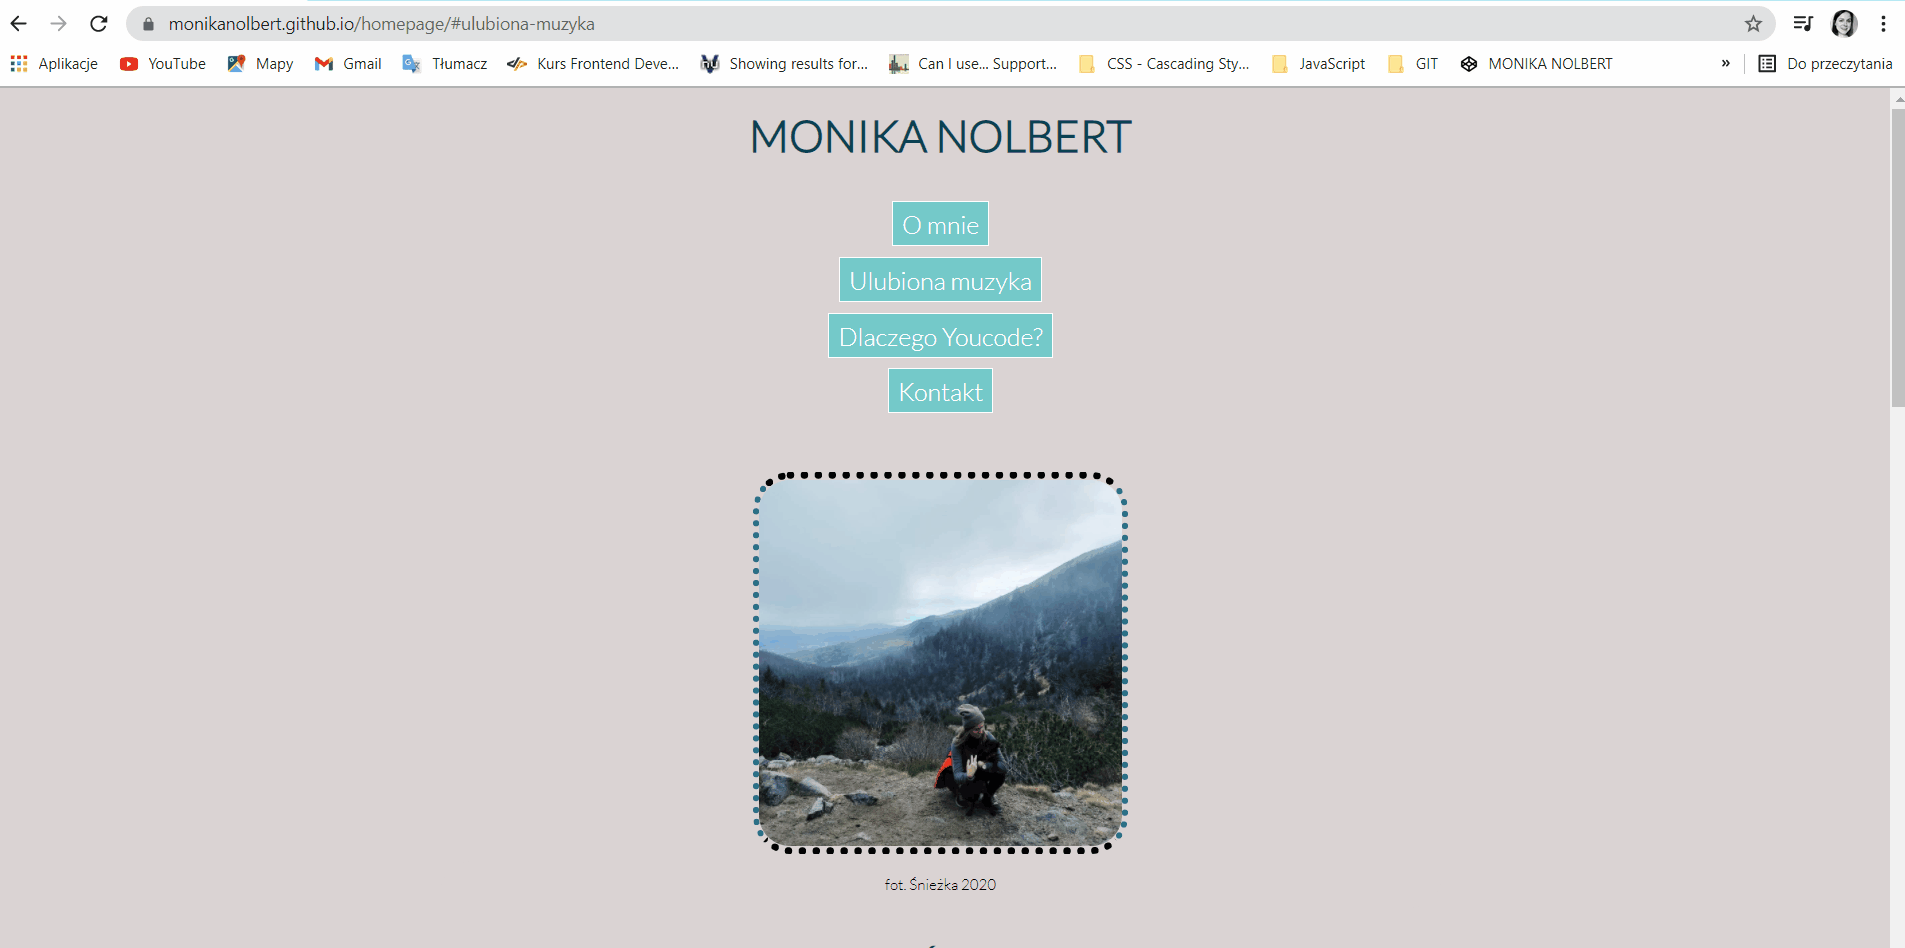 monikanolbert.github.io/homepage/#ulubiona-muzyka
Aplikacje YouTube Mapy Gmail Tłumacz Kurs Frontend Deve... Showing results for... Can I use... Support... CSS - Cascading Sty... JavaScript GIT MONIKA NOLBERT » Do przeczytania
MONIKA NOLBERT
O mnie
Ulubiona muzyka
Dlaczego Youcode?
Kontakt
fot. Śnieżka 2020